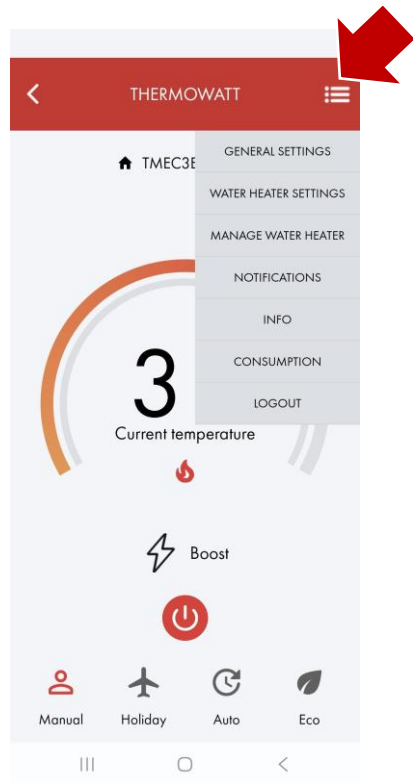 THERMOWATT
TMEC3E
GENERAL SETTINGS
WATER HEATER SETTINGS
MANAGE WATER HEATER
NOTIFICATIONS
INFO
CONSUMPTION
LOGOUT
3
Current temperature
Boost
Manual Holiday Auto Eco